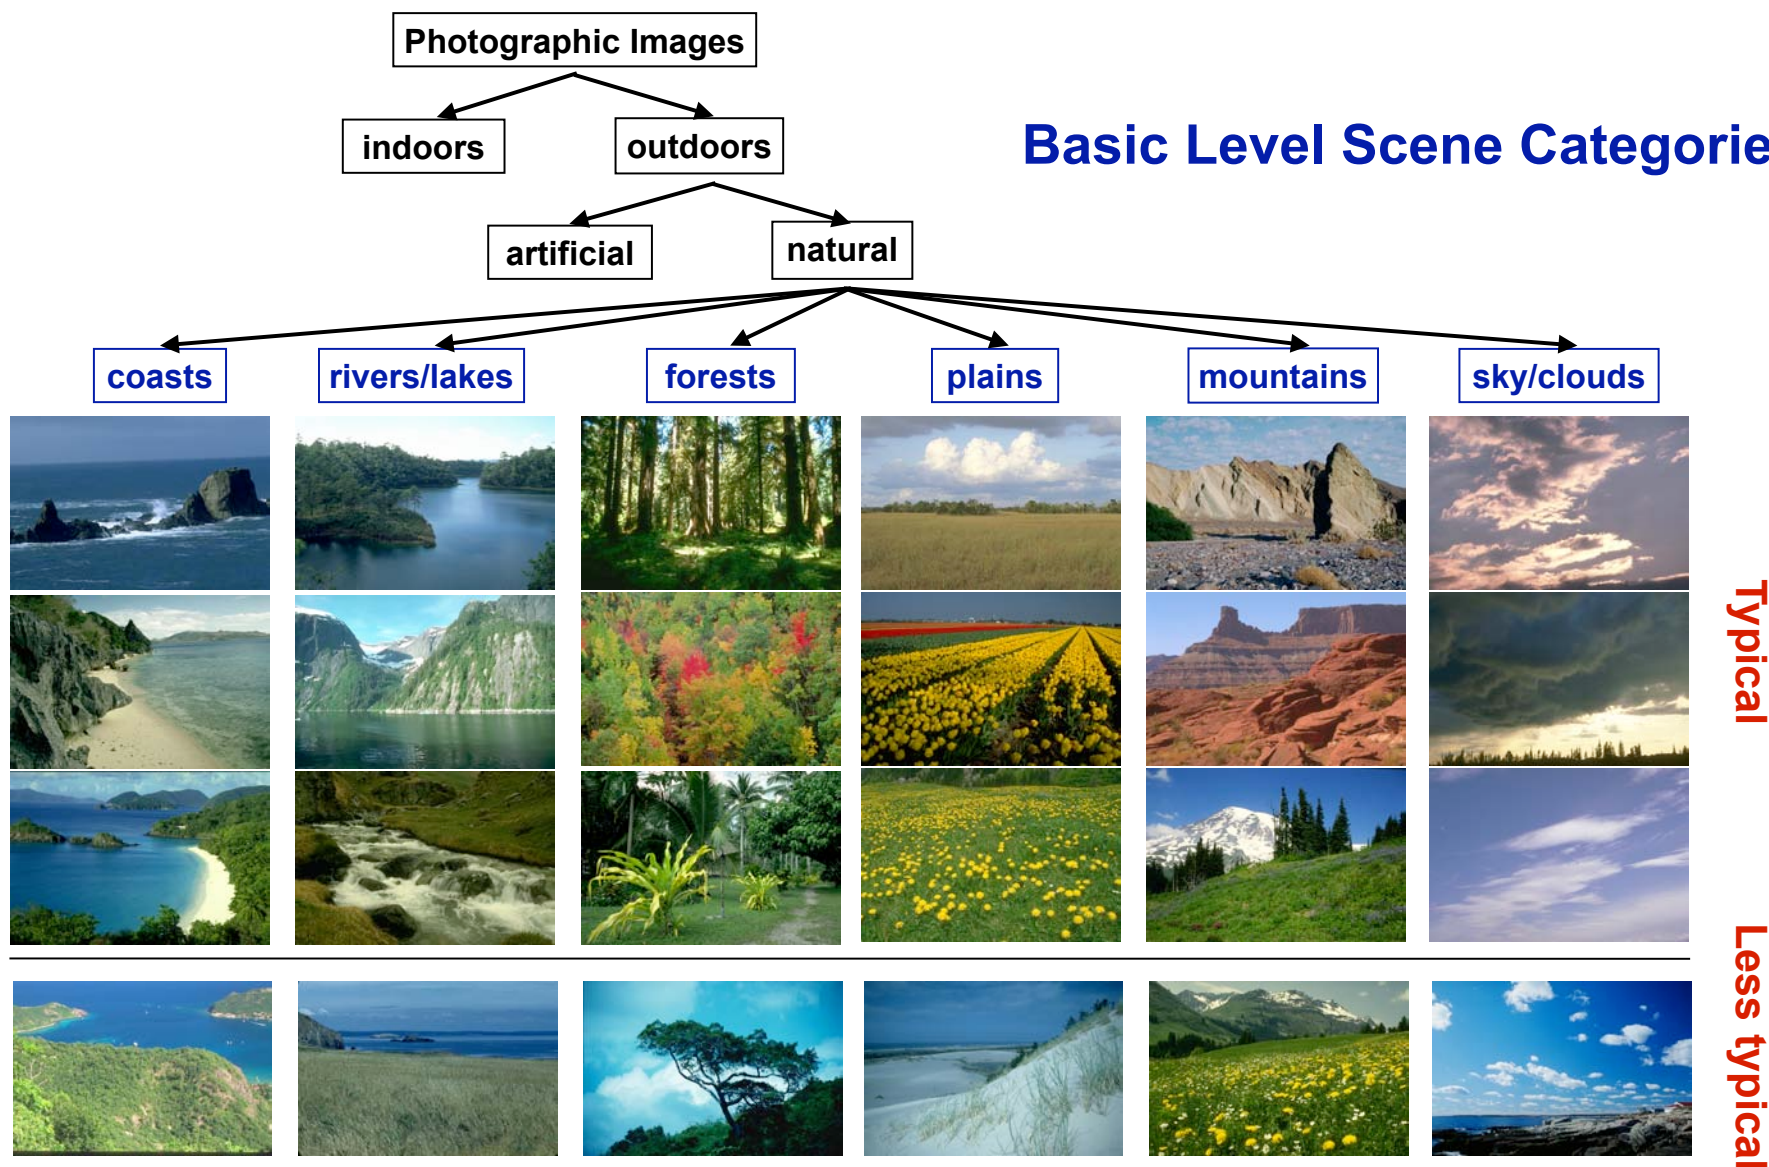 Photographic Images
indoors
outdoors
Basic Level Scene Categorie
artificial
natural
coasts
rivers/lakes
forests
plains
mountains
sky/clouds
Typical
Less typical